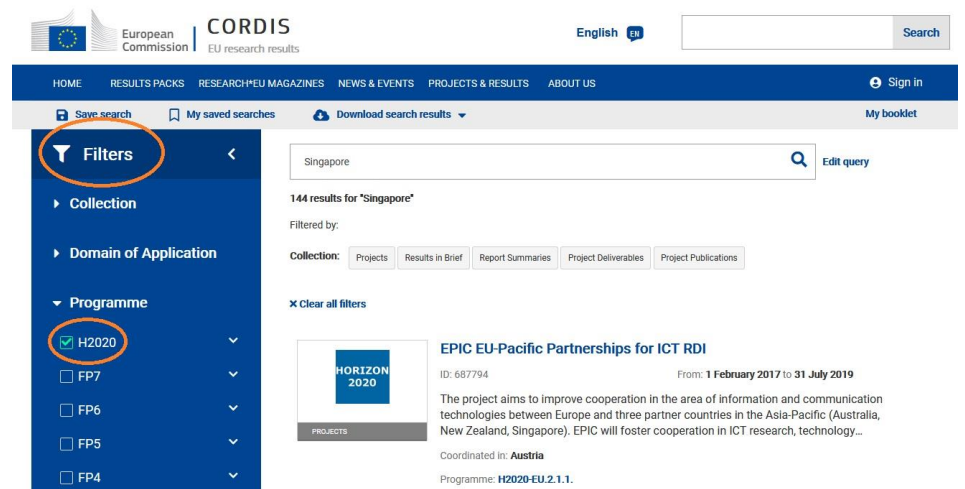 European
Commission
CORDIS
EU research results
English EN
Search
HOME RESULTS PACKS RESEARCH*EU MAGAZINES NEWS & EVENTS PROJECTS & RESULTS ABOUT US Sign in
Save search My saved searches Download search results My booklet
Filters
Collection
Domain of Application
Programme
H2020
FP7
FP6
FP5
FP4
Singapore Edit query
144 results for "Singapore"
Filtered by:
Collection: Projects Results in Brief Report Summaries Project Deliverables Project Publications
× Clear all filters
HORIZON
2020
PROJECTS
EPIC EU-Pacific Partnerships for ICT RDI
ID: 687794 From: 1 February 2017 to 31 July 2019
The project aims to improve cooperation in the area of information and communication
technologies between Europe and three partner countries in the Asia-Pacific (Australia,
New Zealand, Singapore). EPIC will foster cooperation in ICT research, technology...
Coordinated in: Austria
Programme: H2020-EU.2.1.1.